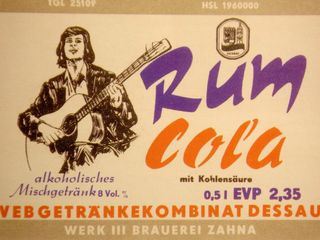 TGL 25109 HSL 1960000
Rum
Cola
mit Kohlensäure
alkoholisches
Mischgetränk 8 Vol. %
0,5 l EVP 2,35
VEB GETRÄNKEKOMBINAT DESSAU
WERK III BRAUEREI ZAHNA